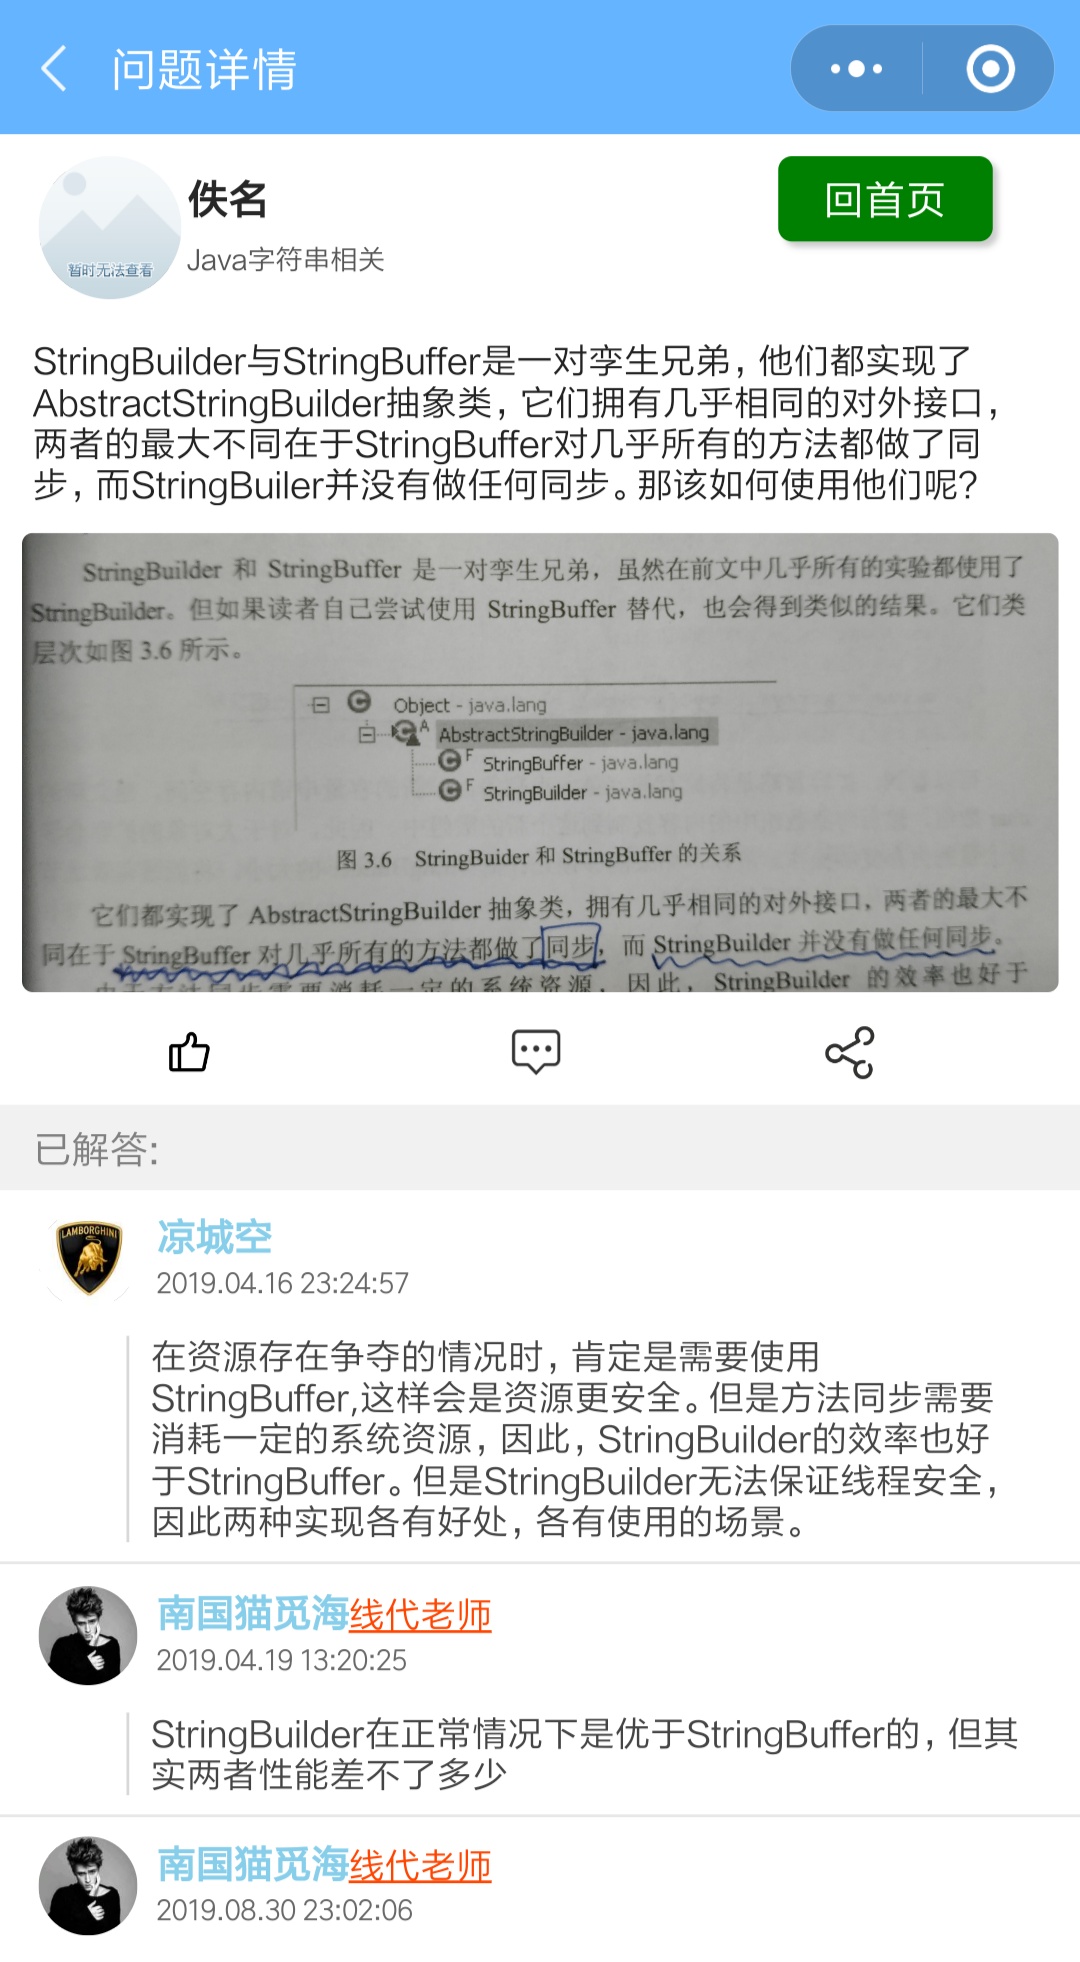 问题详情
佚名
回首页
暂时无法查看
Java字符串相关
StringBuilder与StringBuffer是一对孪生兄弟，他们都实现了
AbstractStringBuilder抽象类，它们拥有几乎相同的对外接口，
两者的最大不同在于StringBuffer对几乎所有的方法都做了同
步，而StringBuiler并没有做任何同步。那该如何使用他们呢？
StringBuilder 和 StringBuffer 是一对孪生兄弟，虽然在前文中几乎所有的实验都使用了
StringBuilder。但如果读者自己尝试使用 StringBuffer 替代，也会得到类似的结果。它们类
层次如图 3.6 所示。
Object - java.lang
AbstractStringBuilder - java.lang
StringBuffer - java.lang
StringBuilder - java.lang
图 3.6 StringBuider 和 StringBuffer 的关系
它们都实现了 AbstractStringBuilder 抽象类，拥有几乎相同的对外接口，两者的最大不
同在于 StringBuffer 对几乎所有的方法都做了同步，而 StringBuilder 并没有做任何同步。
由于方法同步需要消耗一定的系统资源，因此，StringBuilder 的效率也好于
已解答:
LAMBORGHINI
凉城空
2019.04.16 23:24:57
在资源存在争夺的情况时，肯定是需要使用
StringBuffer,这样会是资源更安全。但是方法同步需要
消耗一定的系统资源，因此，StringBuilder的效率也好
于StringBuffer。但是StringBuilder无法保证线程安全，
因此两种实现各有好处，各有使用的场景。
南国猫觅海线代老师
2019.04.19 13:20:25
StringBuilder在正常情况下是优于StringBuffer的，但其
实两者性能差不了多少
南国猫觅海线代老师
2019.08.30 23:02:06